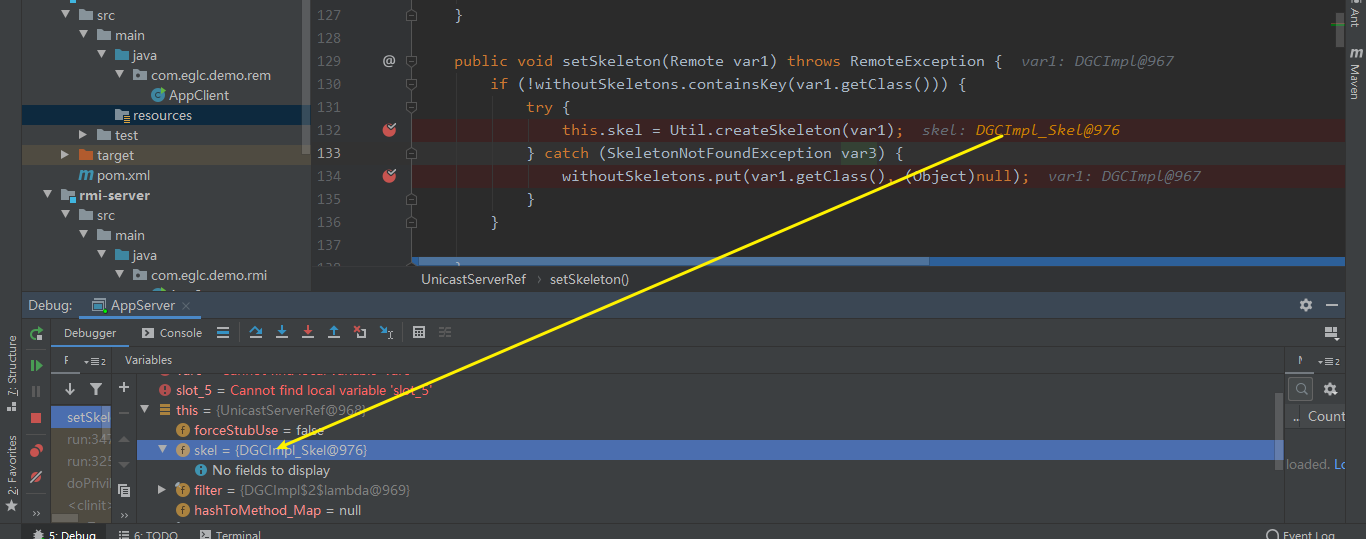 src
main
java
com.eglc.demo.rem
AppClient
resources
test
target
pom.xml
rmi-server
src
main
java
com.eglc.demo.rmi
127 }
128
129 @ public void setSkeleton(Remote var1) throws RemoteException { var1: DGCImpl@967
130 if (!withoutSkeletons.containsKey(var1.getClass())) {
131 try {
132 this.skel = Util.createSkeleton(var1); skel: DGCImpl_Skel@976
133 } catch (SkeletonNotFoundException var3) {
134 withoutSkeletons.put(var1.getClass(), (Object)null); var1: DGCImpl@967
135 }
136 }
137
UnicastServerRef › setSkeleton()
Ant
Maven
Debug: AppServer ×
Debugger Console
Variables
slot_5 = Cannot find local variable 'slot_5'
this = {UnicastServerRef@968}
forceStubUse = false
skel = {DGCImpl_Skel@976}
No fields to display
filter = {DGCImpl$2$lambda@969}
hashToMethod_Map = null
setSkel
run:34
run:325
doPrivil
<clinit>
Count
loaded. Lo
7: Structure
2: Favorites
5: Debug 6: TODO Terminal Event Log